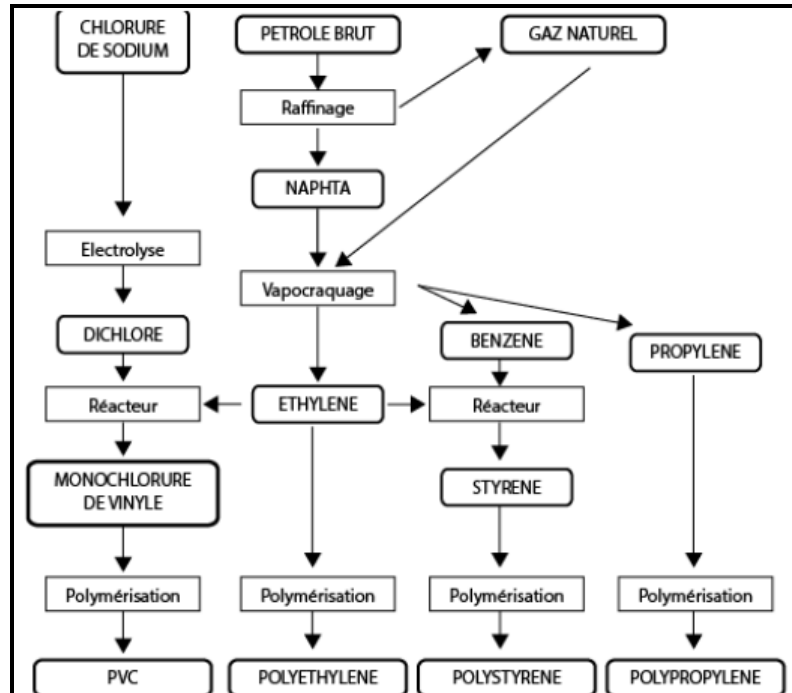 CHLORURE
DE SODIUM
PETROLE BRUT
GAZ NATUREL
Raffinage
NAPHTA
Electrolyse
Vapocraquage
DICHLORE
BENZENE
PROPYLENE
Réacteur
ETHYLENE
Réacteur
MONOCHLORURE
DE VINYLE
STYRENE
Polymérisation
Polymérisation
Polymérisation
Polymérisation
PVC
POLYETHYLENE
POLYSTYRENE
POLYPROPYLENE